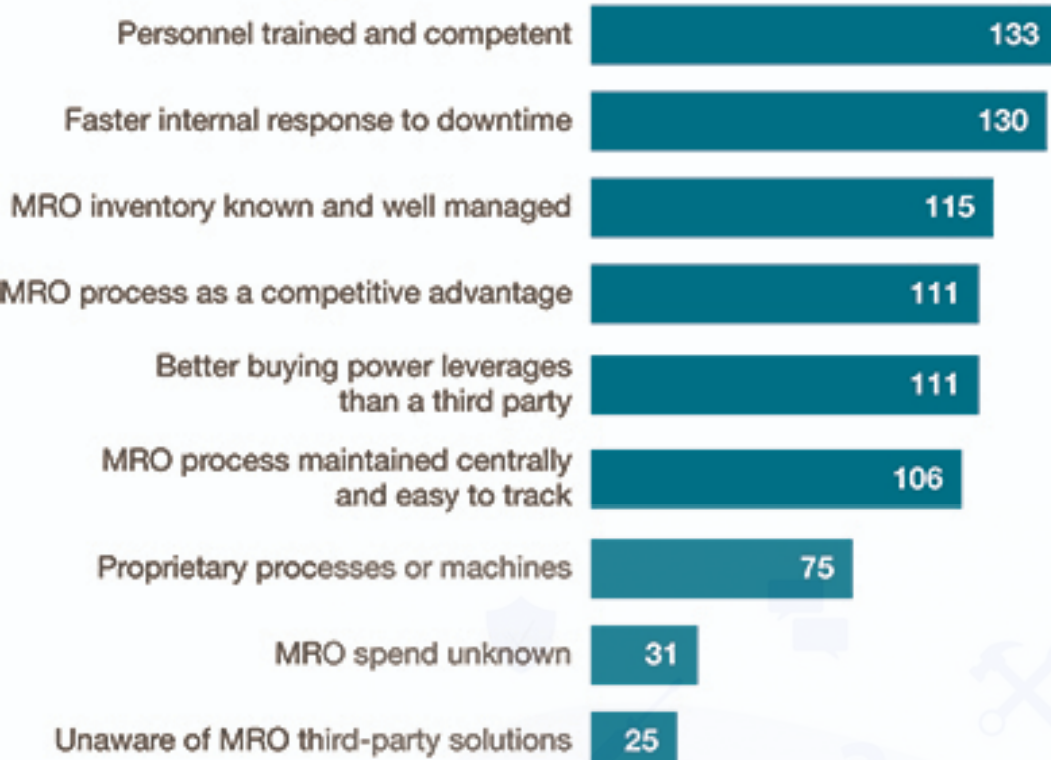 Personnel trained and competent 133
Faster internal response to downtime 130
MRO inventory known and well managed 115
MRO process as a competitive advantage 111
Better buying power leverages
than a third party 111
MRO process maintained centrally
and easy to track 106
Proprietary processes or machines 75
MRO spend unknown 31
Unaware of MRO third-party solutions 25